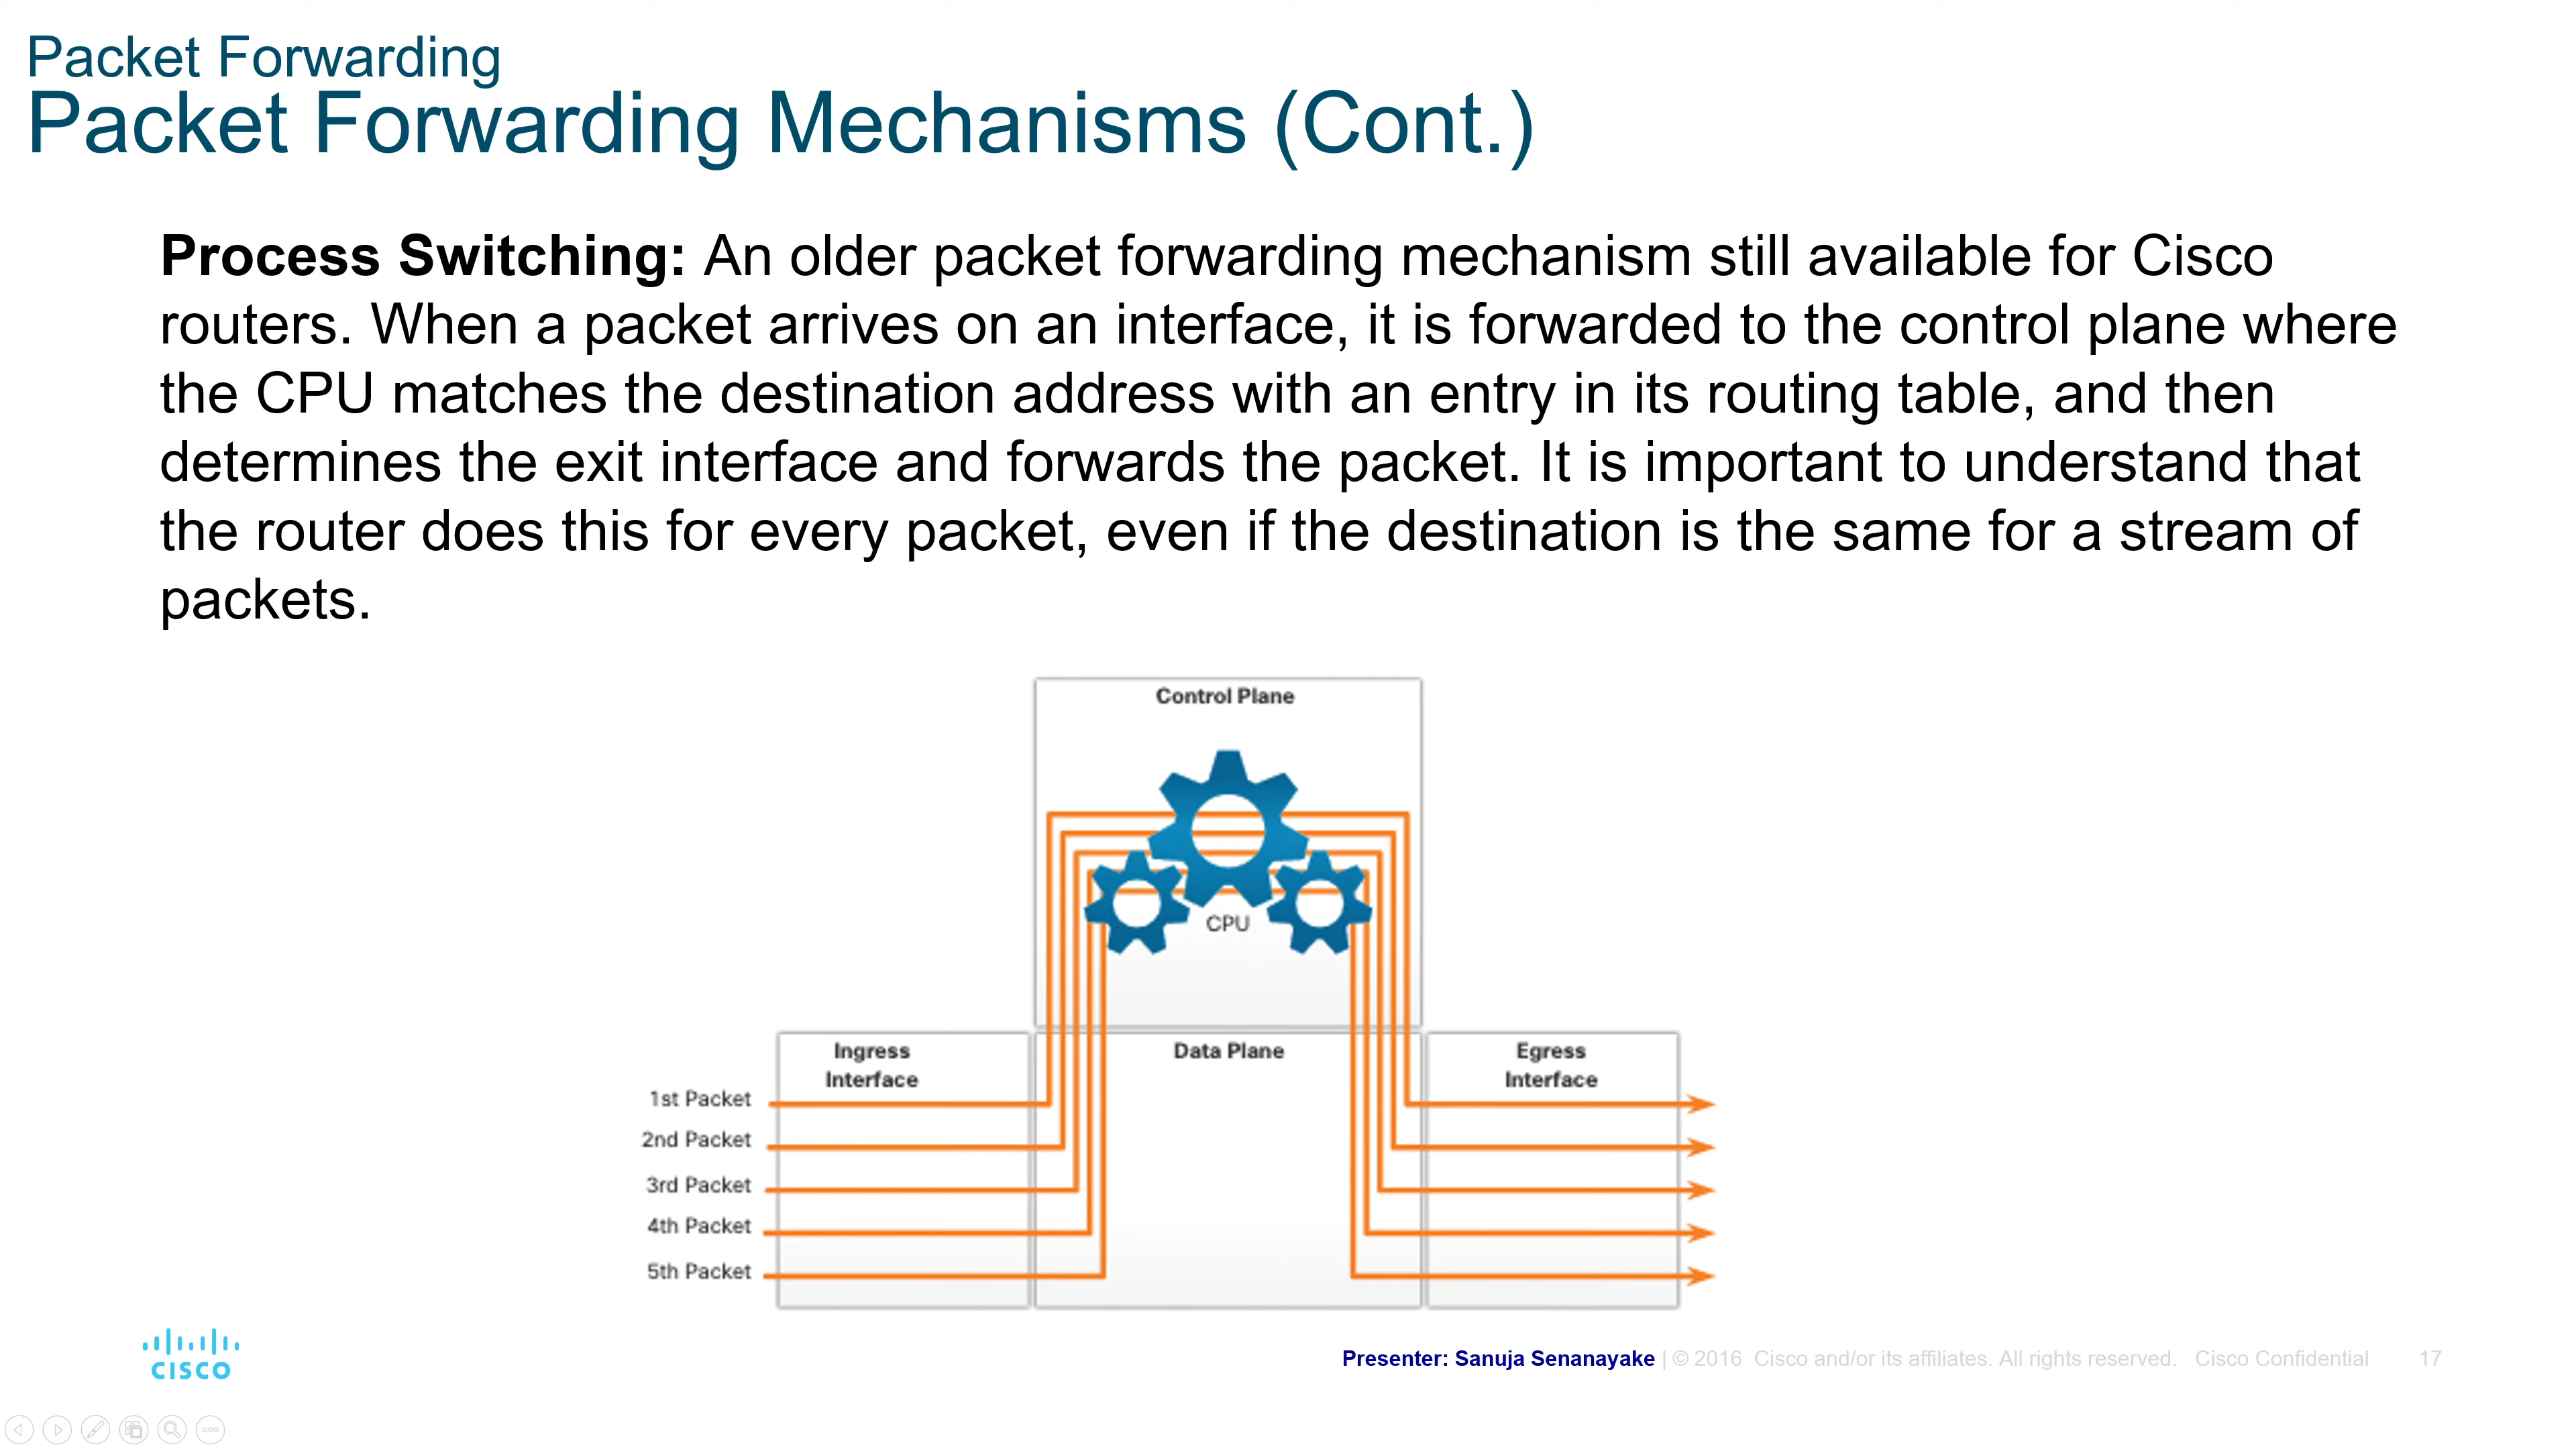 Packet Forwarding
Packet Forwarding Mechanisms (Cont.)
Process Switching: An older packet forwarding mechanism still available for Cisco
routers. When a packet arrives on an interface, it is forwarded to the control plane where
the CPU matches the destination address with an entry in its routing table, and then
determines the exit interface and forwards the packet. It is important to understand that
the router does this for every packet, even if the destination is the same for a stream of
packets.
Control Plane
CPU
Ingress
Interface
Data Plane
Egress
Interface
1st Packet
2nd Packet
3rd Packet
4th Packet
5th Packet
CISCO
Presenter: Sanuja Senanayake | © 2016 Cisco and/or its affiliates. All rights reserved. Cisco Confidential 17